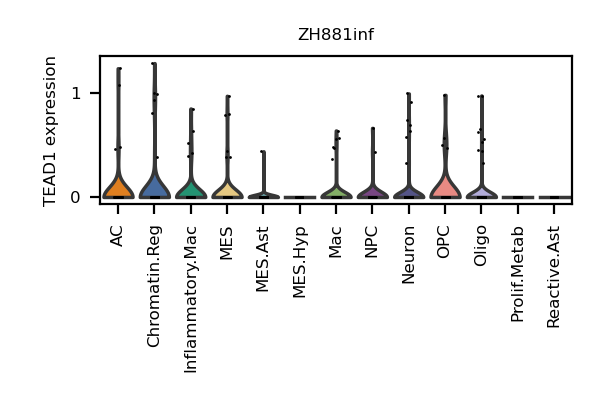 ZH881inf
TEAD1 expression
1
0
AC
Chromatin.Reg
Inflammatory.Mac
MES
MES.Ast
MES.Hyp
Mac
NPC
Neuron
OPC
Oligo
Prolif.Metab
Reactive.Ast